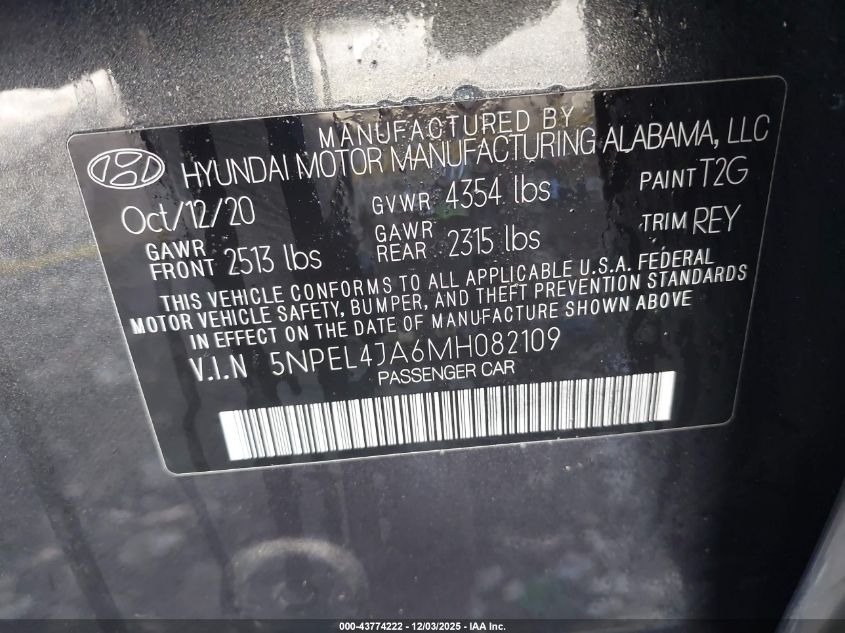 MANUFACTURED BY
HYUNDAI MOTOR MANUFACTURING ALABAMA, LLC
Oct/12/20 GVWR 4354 lbs PAINT T2G
GAWR FRONT 2513 lbs GAWR REAR 2315 lbs TRIM REY
THIS VEHICLE CONFORMS TO ALL APPLICABLE U.S.A. FEDERAL
MOTOR VEHICLE SAFETY, BUMPER, AND THEFT PREVENTION STANDARDS
IN EFFECT ON THE DATE OF MANUFACTURE SHOWN ABOVE
V.I.N 5NPEL4JA6MH082109
PASSENGER CAR
000-43774222 - 12/03/2025 - IAA Inc.